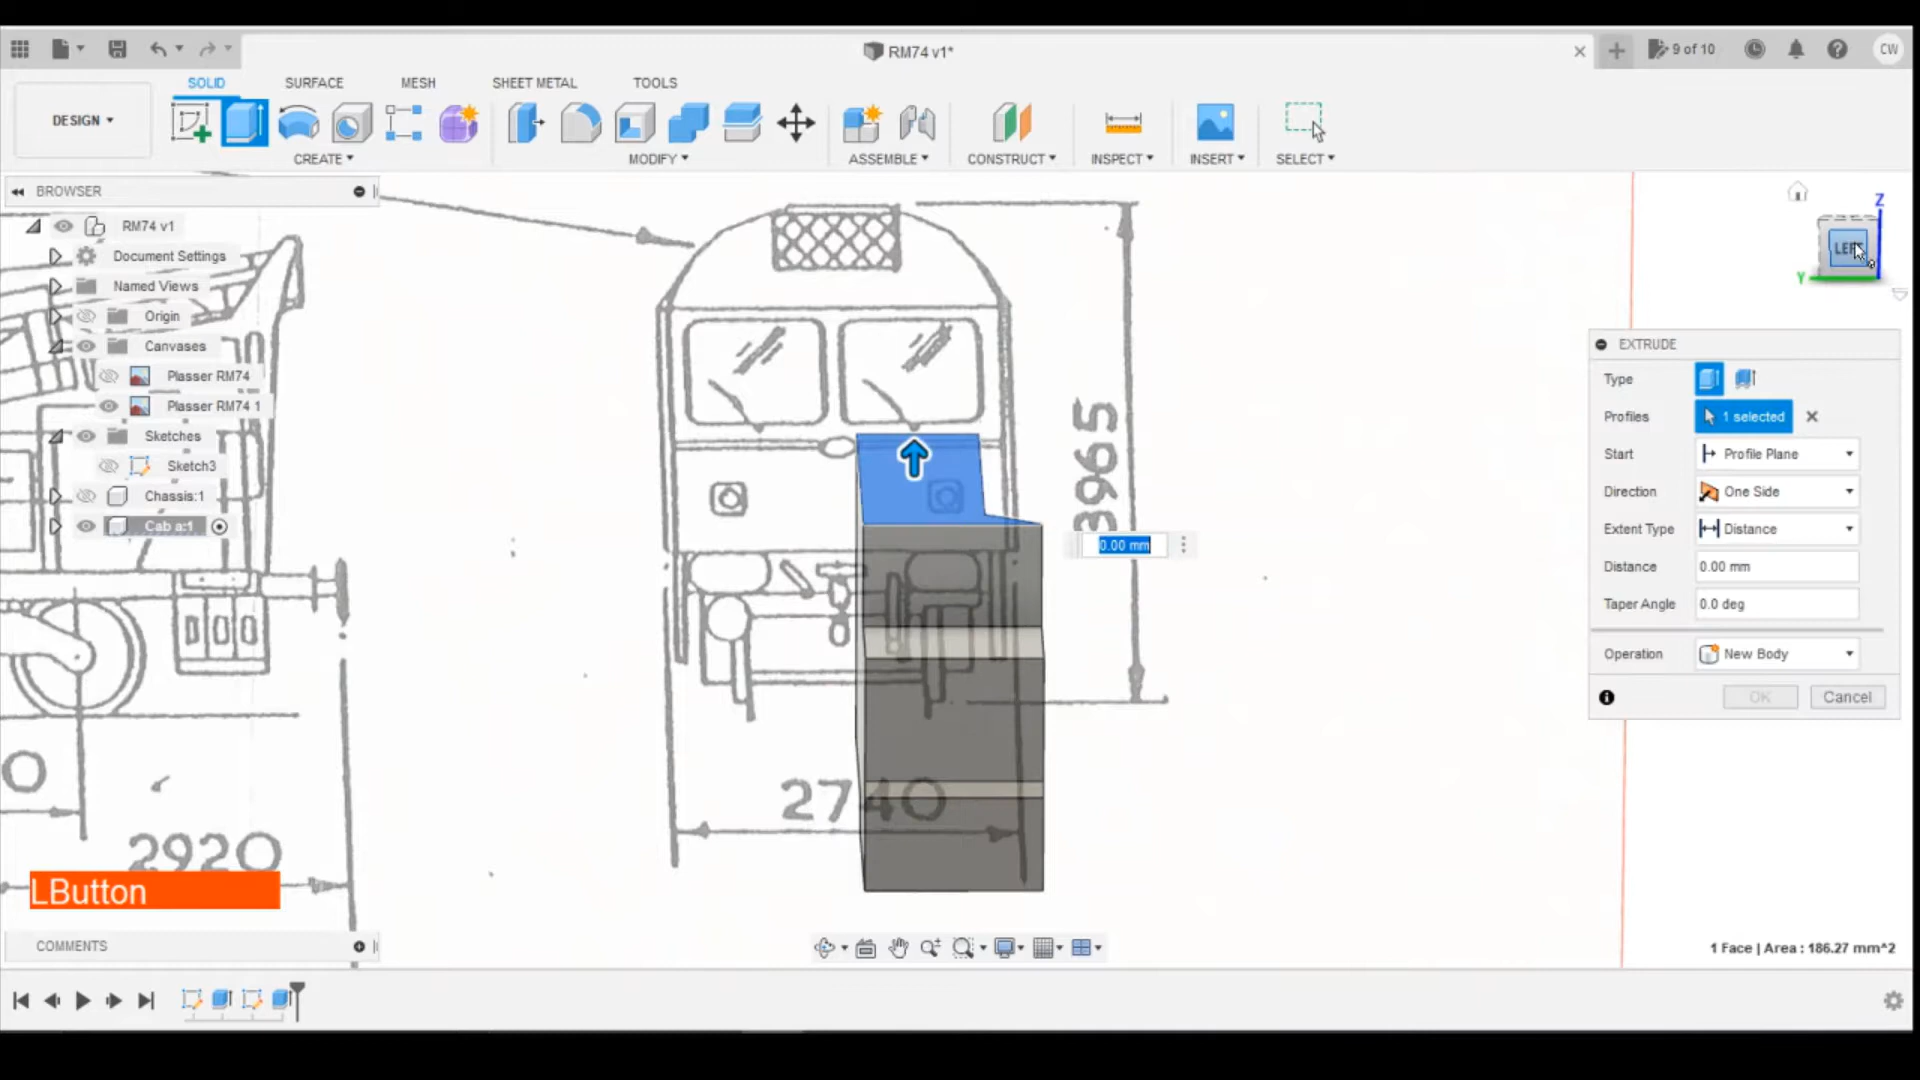 RM74 v1*
9 of 10
CW
SOLID
SURFACE
MESH
SHEET METAL
TOOLS
DESIGN
CREATE
MODIFY
ASSEMBLE
CONSTRUCT
INSPECT
INSERT
SELECT
BROWSER
RM74 v1
Document Settings
Named Views
Origin
Canvases
Plasser RM74
Plasser RM74 1
Sketches
Sketch3
Chassis:1
Cab a:1
Z
LEFT
Y
EXTRUDE
Type
Profiles
1 selected
Start
Profile Plane
Direction
One Side
Extent Type
Distance
Distance
0.00 mm
Taper Angle
0.0 deg
Operation
New Body
OK
Cancel
3965
0.00 mm
2740
0
2920
LButton
COMMENTS
1 Face | Area : 186.27 mm^2